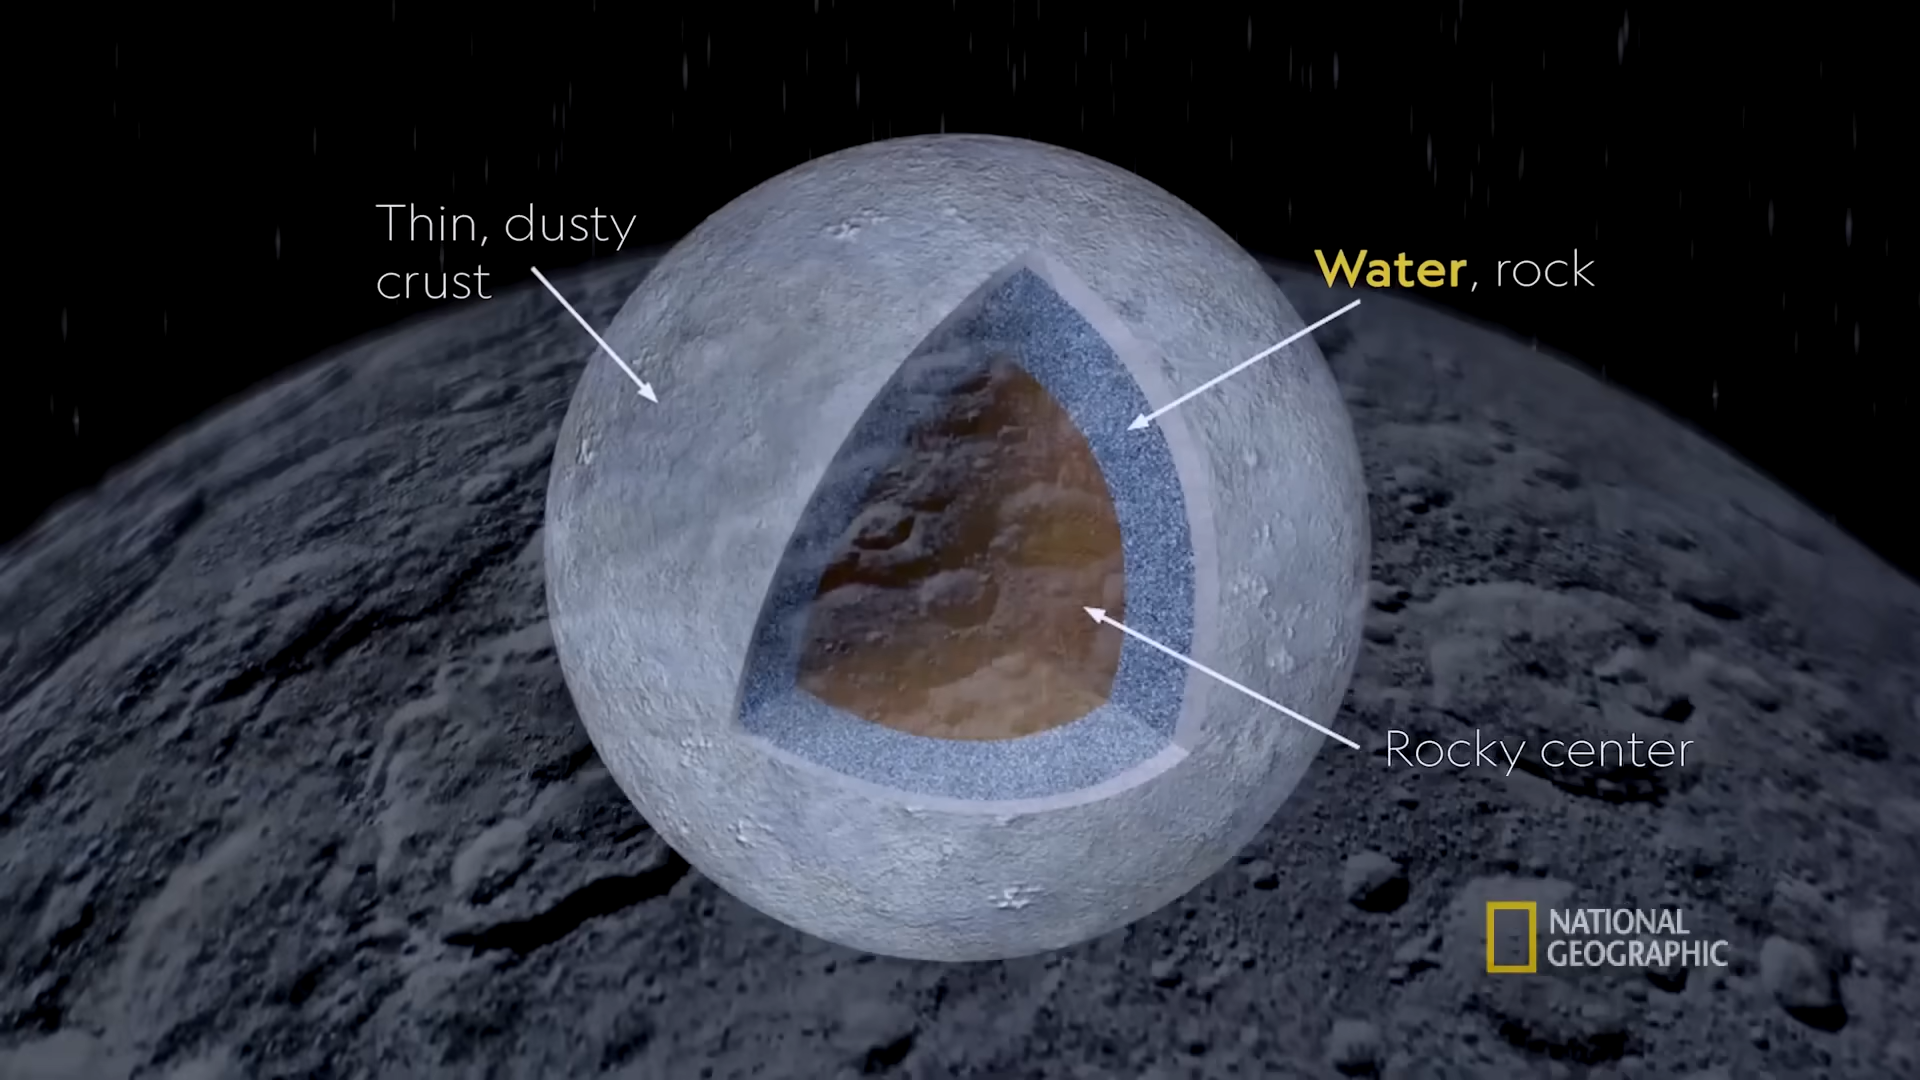 Thin, dusty
crust
Water, rock
Rocky center
NATIONAL
GEOGRAPHIC